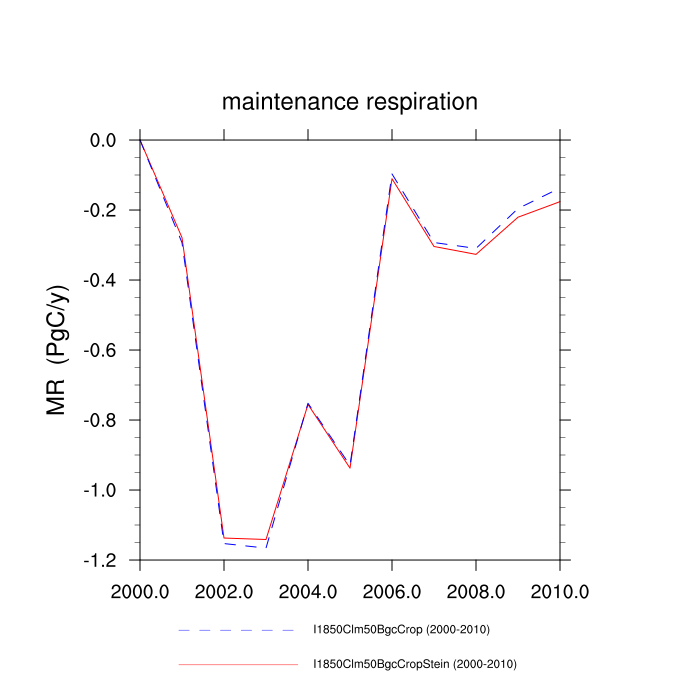 maintenance respiration
MR (PgC/y)
0.0
-0.2
-0.4
-0.6
-0.8
-1.0
-1.2
2000.0 2002.0 2004.0 2006.0 2008.0 2010.0
I1850Clm50BgcCrop (2000-2010)
I1850Clm50BgcCropStein (2000-2010)